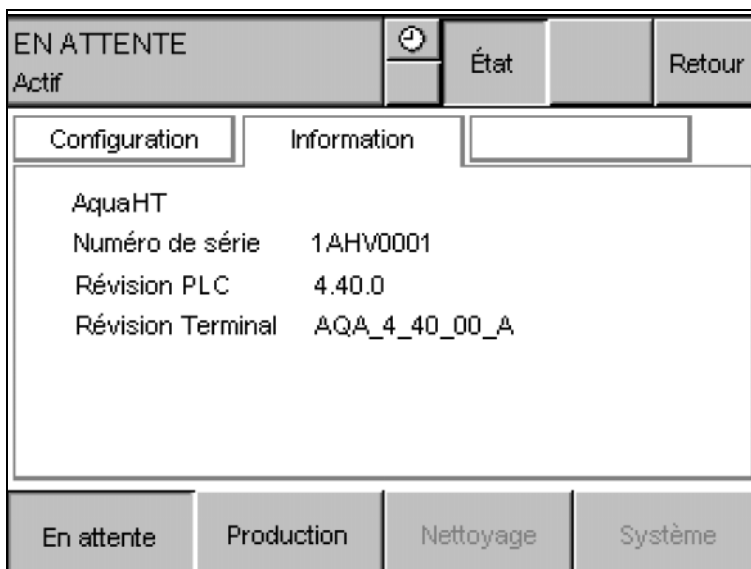 EN ATTENTE
Actif
État
Retour
Configuration
Information
AquaHT
Numéro de série 1AHV0001
Révision PLC 4.40.0
Révision Terminal AQA_4_40_00_A
En attente
Production
Nettoyage
Système